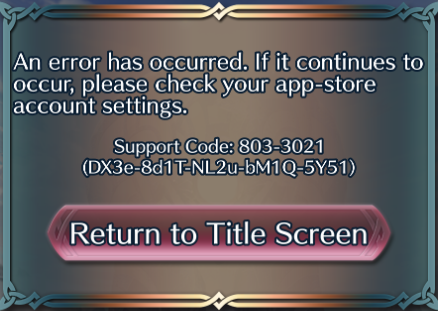 An error has occurred. If it continues to
occur, please check your app-store
account settings.
Support Code: 803-3021
(DX3e-8d1T-NL2u-bM1Q-5Y51)
Return to Title Screen